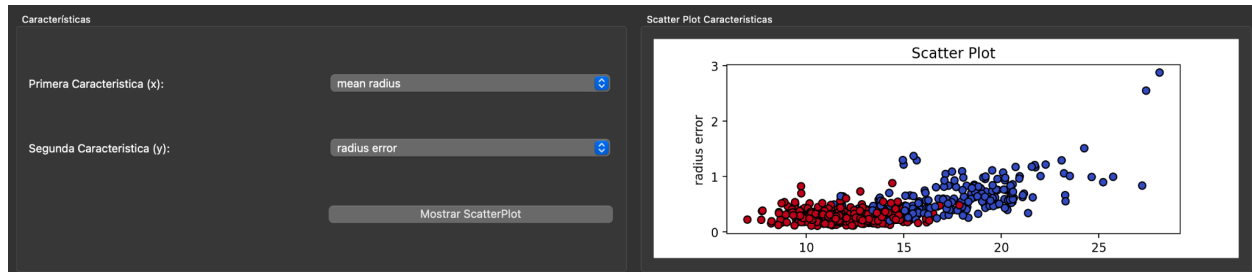 Características
Primera Caracteristica (x):
mean radius
Segunda Caracteristica (y):
radius error
Mostrar ScatterPlot
Scatter Plot Caracteristicas
Scatter Plot
radius error
3
2
1
0
10 15 20 25